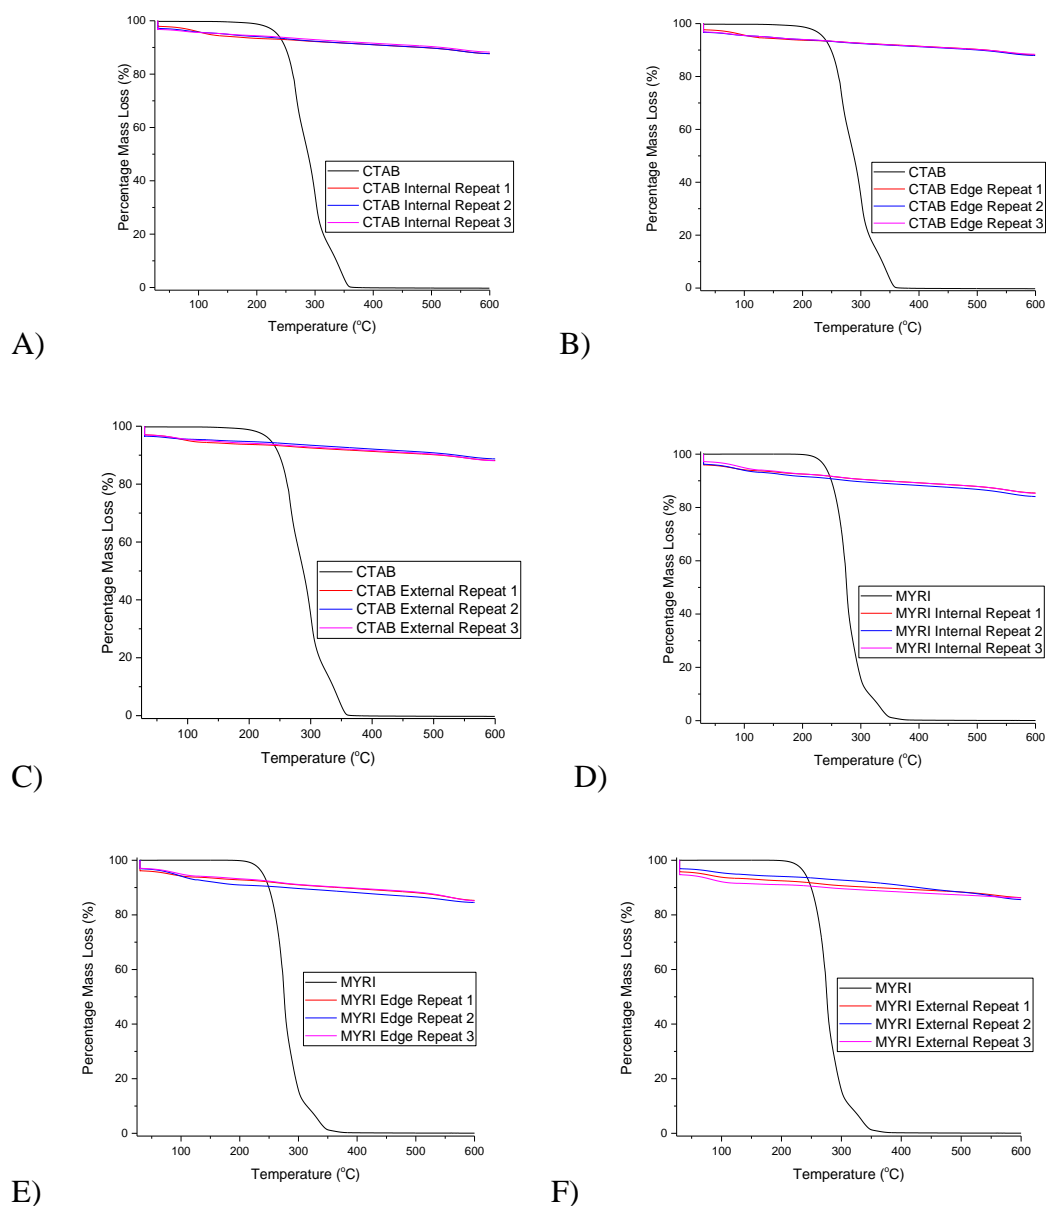 100
80
60
40
20
0
Percentage Mass Loss (%)
CTAB
CTAB Internal Repeat 1
CTAB Internal Repeat 2
CTAB Internal Repeat 3
100 200 300 400 500 600
Temperature (°C)
A)
100
80
60
40
20
0
Percentage Mass Loss (%)
CTAB
CTAB Edge Repeat 1
CTAB Edge Repeat 2
CTAB Edge Repeat 3
100 200 300 400 500 600
Temperature (°C)
B)
100
80
60
40
20
0
Percentage Mass Loss (%)
CTAB
CTAB External Repeat 1
CTAB External Repeat 2
CTAB External Repeat 3
100 200 300 400 500 600
Temperature (°C)
C)
100
80
60
40
20
0
Percentage Mass Loss (%)
MYRI
MYRI Internal Repeat 1
MYRI Internal Repeat 2
MYRI Internal Repeat 3
100 200 300 400 500 600
Temperature (°C)
D)
100
80
60
40
20
0
Percentage Mass Loss (%)
MYRI
MYRI Edge Repeat 1
MYRI Edge Repeat 2
MYRI Edge Repeat 3
100 200 300 400 500 600
Temperature (°C)
E)
100
80
60
40
20
0
Percentage Mass Loss (%)
MYRI
MYRI External Repeat 1
MYRI External Repeat 2
MYRI External Repeat 3
100 200 300 400 500 600
Temperature (°C)
F)